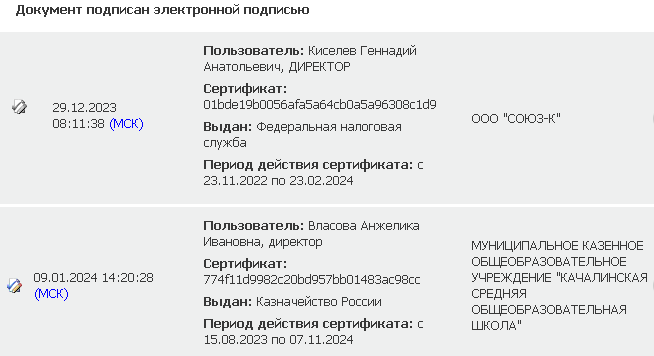 Документ подписан электронной подписью
29.12.2023
08:11:38 (МСК)
Пользователь: Киселев Геннадий
Анатольевич, ДИРЕКТОР
Сертификат:
01bde19b0056afa5a64cb0a5a96308c1d9
Выдан: Федеральная налоговая
служба
Период действия сертификата: с
23.11.2022 по 23.02.2024
ООО "СОЮЗ-К"
09.01.2024 14:20:28
(МСК)
Пользователь: Власова Анжелика
Ивановна, директор
Сертификат:
774f11d9982c20bd957bb01483ac98cc
Выдан: Казначейство России
Период действия сертификата: с
15.08.2023 по 07.11.2024
МУНИЦИПАЛЬНОЕ КАЗЕННОЕ
ОБЩЕОБРАЗОВАТЕЛЬНОЕ
УЧРЕЖДЕНИЕ "КАЧАЛИНСКАЯ
СРЕДНЯЯ
ОБЩЕОБРАЗОВАТЕЛЬНАЯ
ШКОЛА"